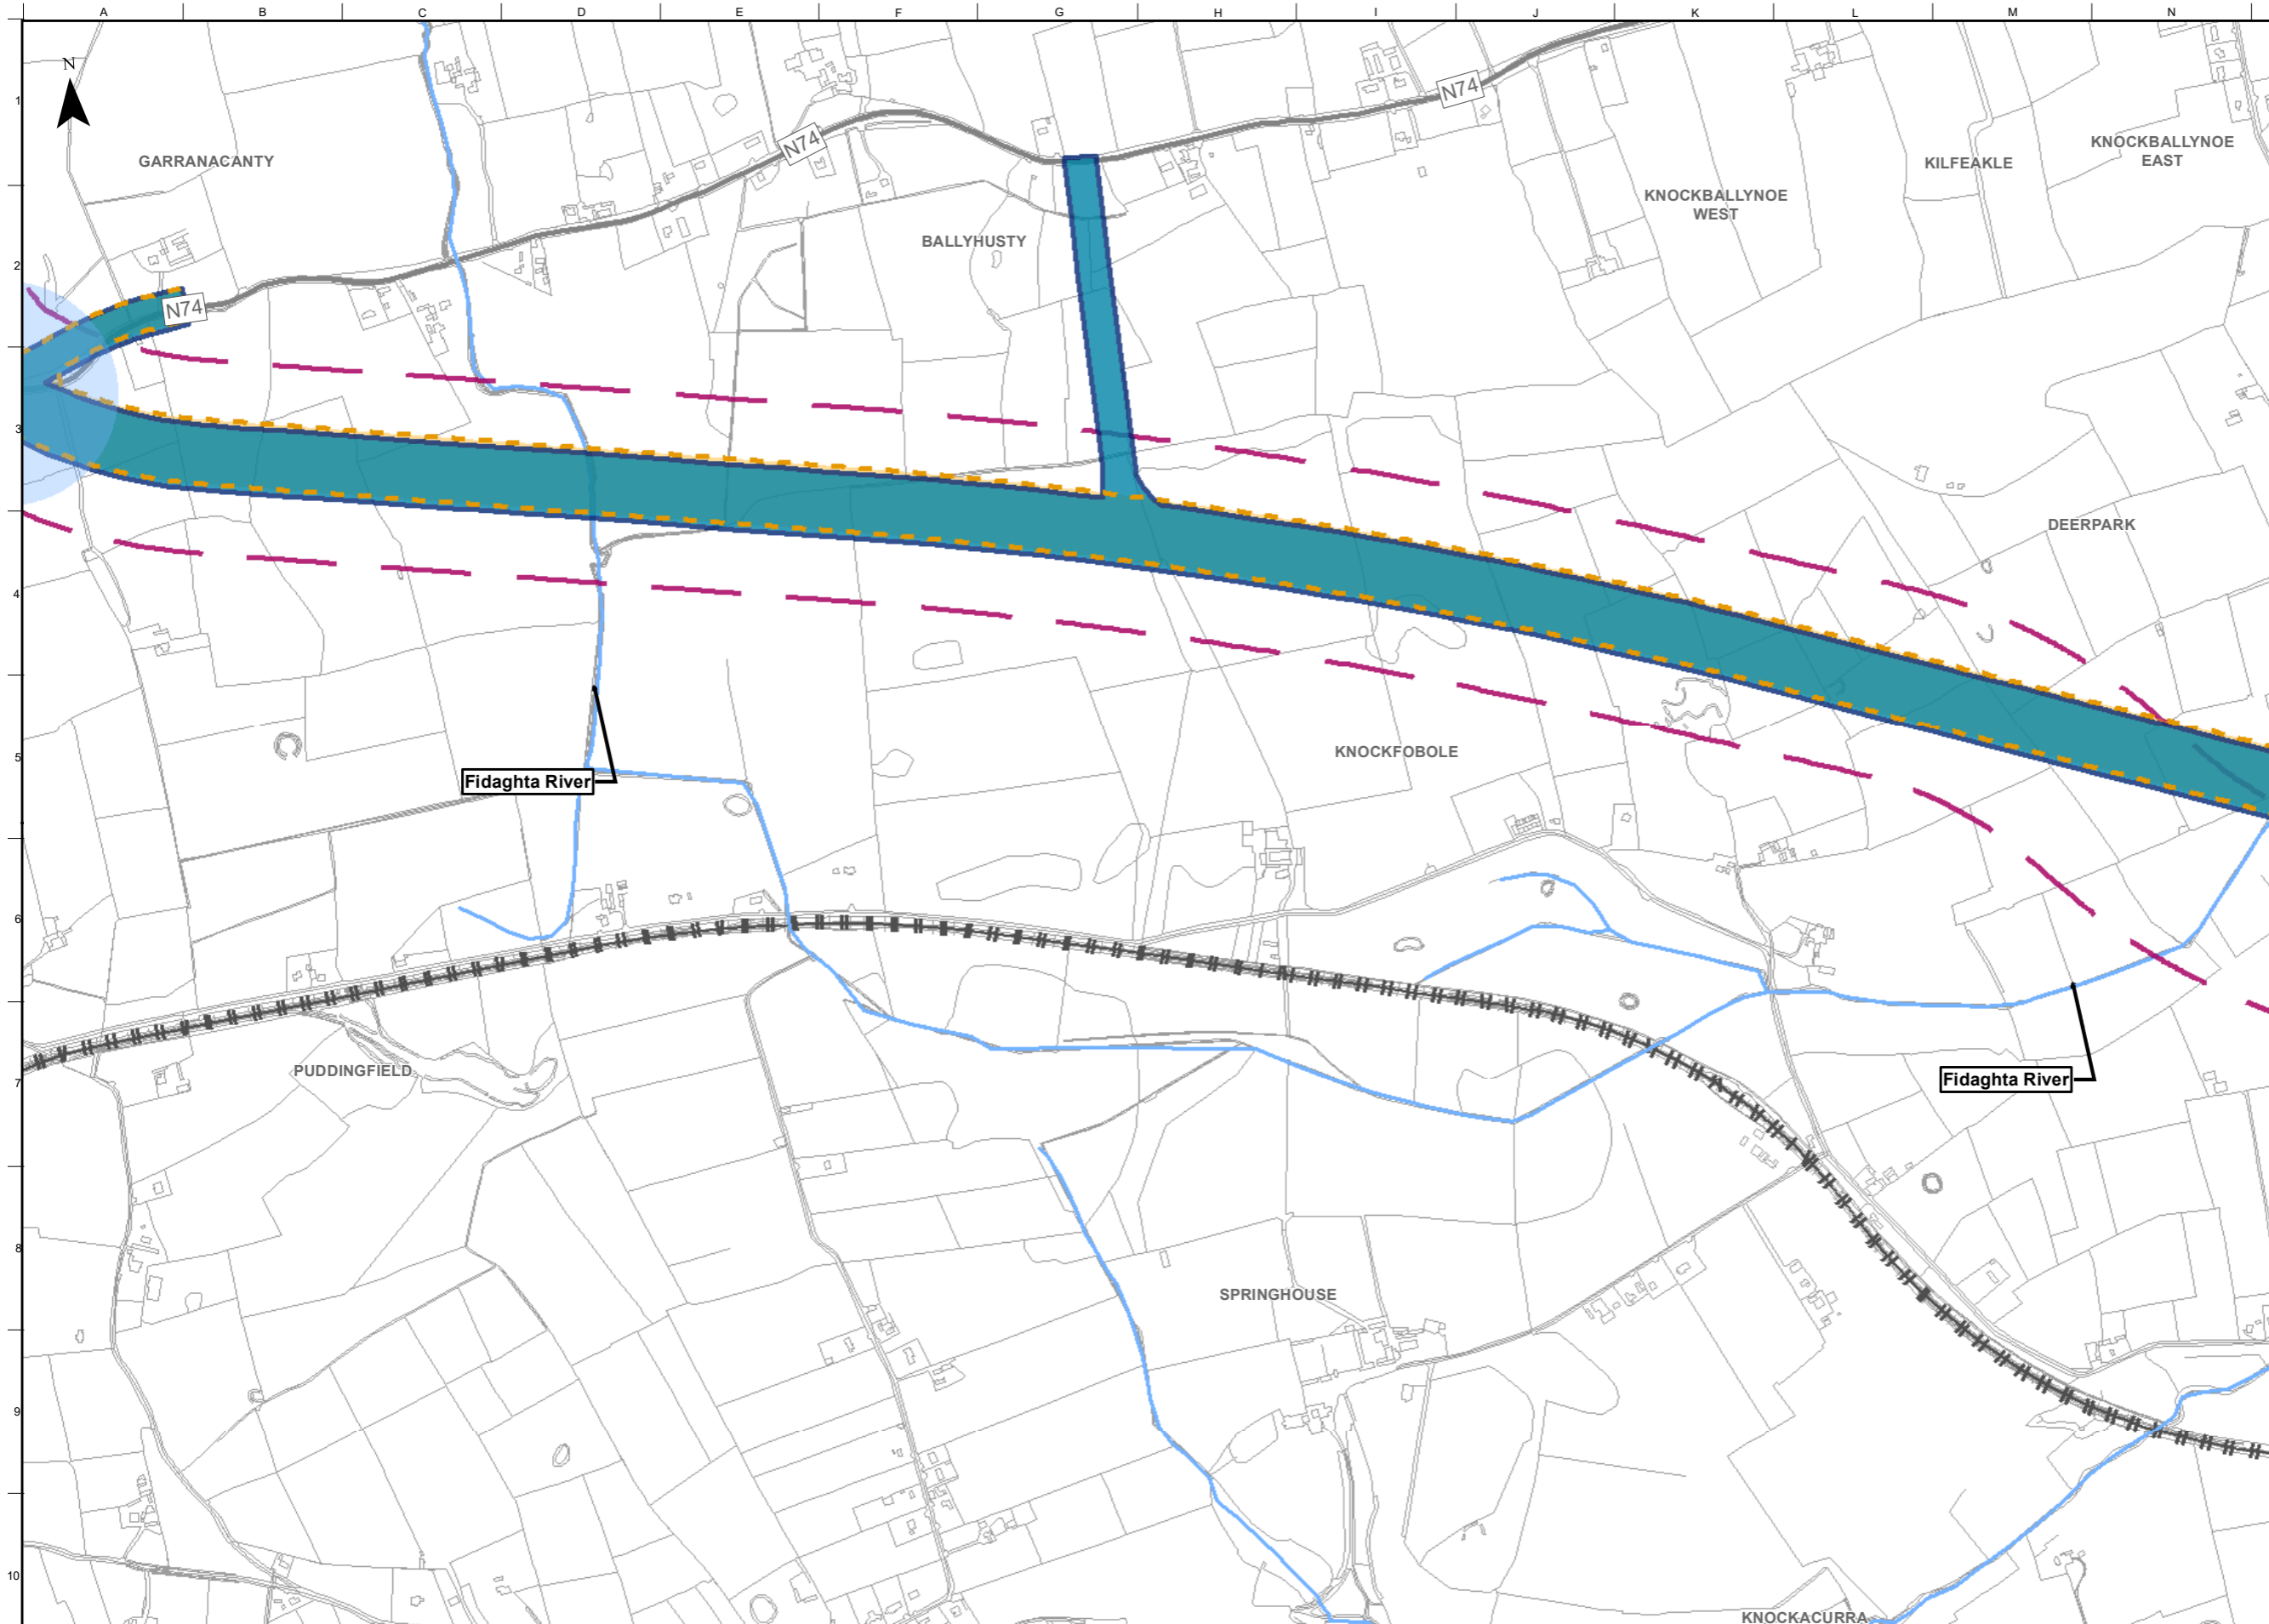 A B C D E F G H I J K L M N
N
1
N74
N74
GARRANACANTY
KNOCKBALLYNOE
EAST
KILFEAKLE
KNOCKBALLYNOE
WEST
BALLYHUSTY
2
N74
3
DEERPARK
4
KNOCKFOBOLE
5
Fidaghta River
6
PUDDINGFIELD
7
Fidaghta River
8
SPRINGHOUSE
9
10
KNOCKACURRA